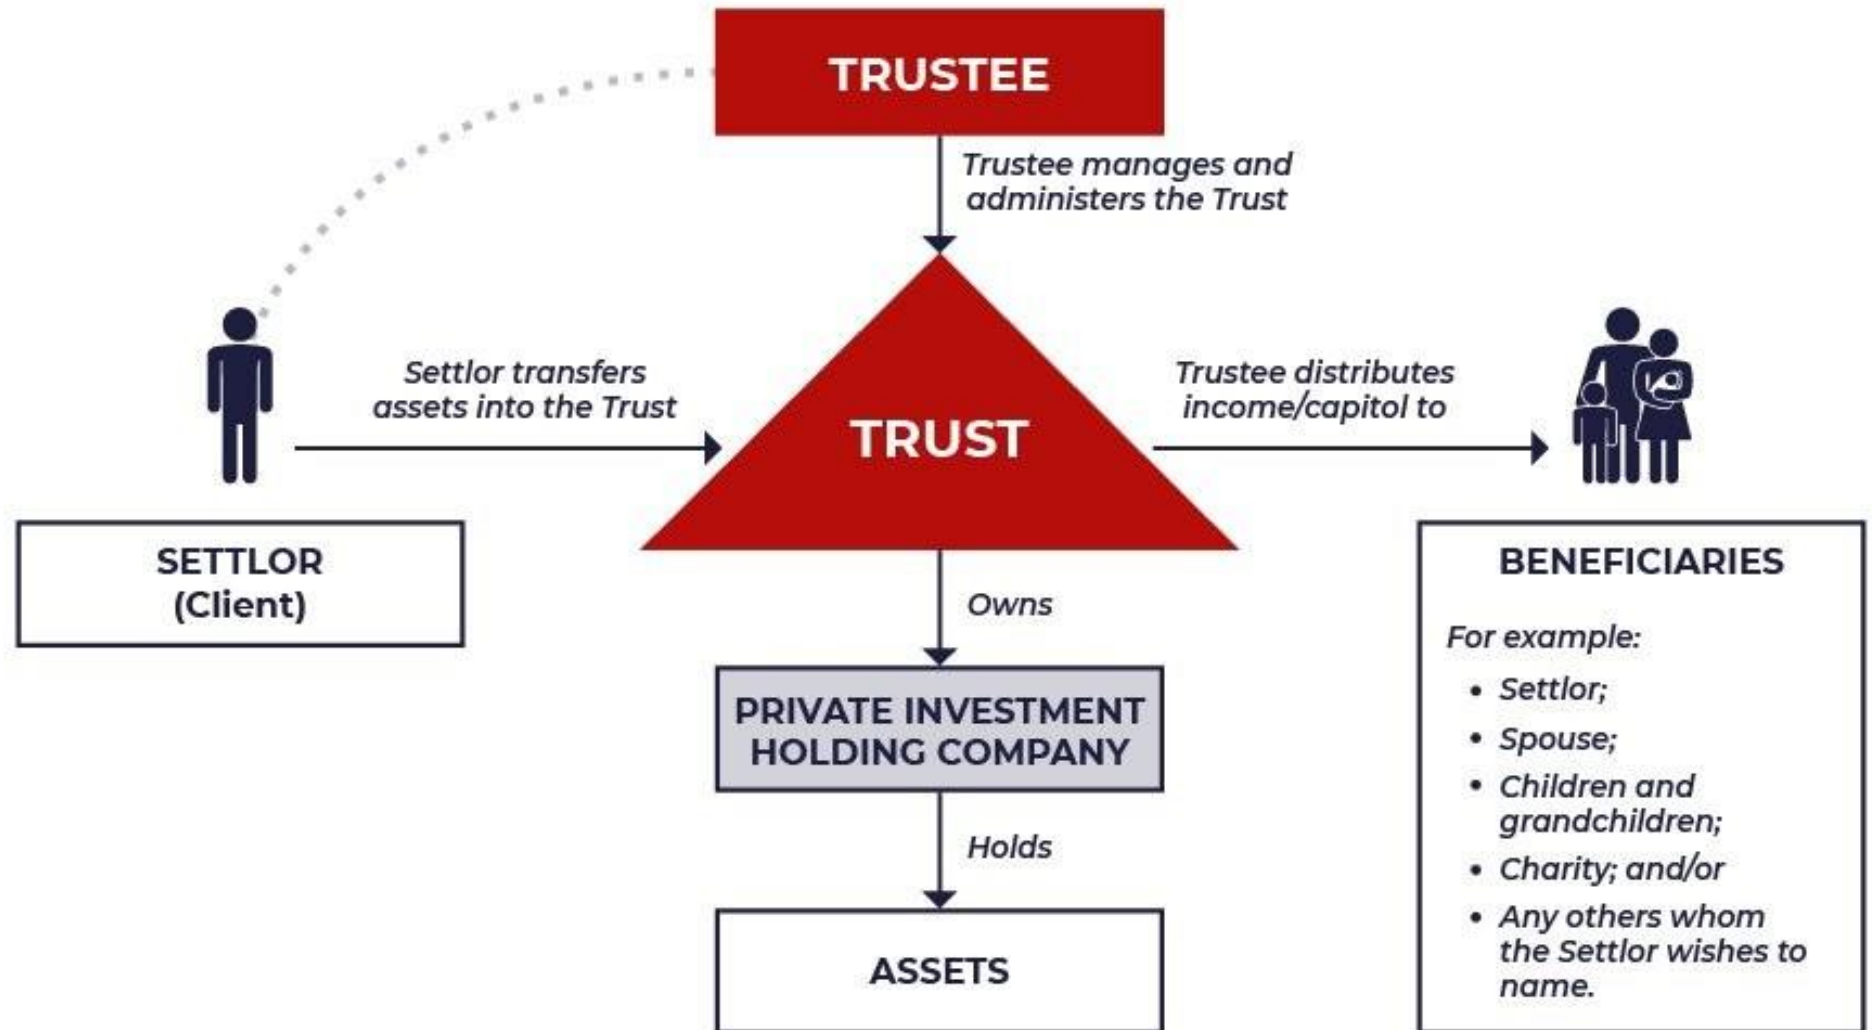 TRUSTEE
Trustee manages and
administers the Trust
Settlor transfers
assets into the Trust
TRUST
Trustee distributes
income/capitol to
SETTLOR
(Client)
Owns
PRIVATE INVESTMENT
HOLDING COMPANY
Holds
ASSETS
BENEFICIARIES
For example:
• Settlor;
• Spouse;
• Children and
grandchildren;
• Charity; and/or
• Any others whom
the Settlor wishes to
name.